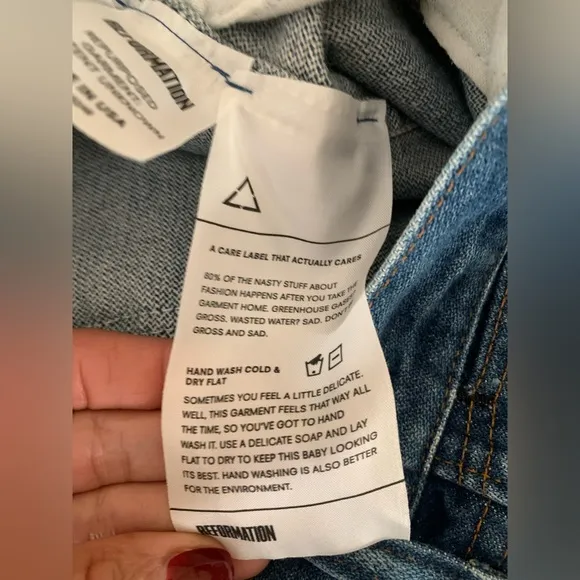 REFORMATION
REPURPOSED
GARMENT
UNKNOWN
IN USA
A CARE LABEL THAT ACTUALLY CARES
80% OF THE NASTY STUFF ABOUT
FASHION HAPPENS AFTER YOU TAKE THE
GARMENT HOME. GREENHOUSE GASES?
GROSS. WASTED WATER? SAD. DON'T
GROSS AND SAD.
HAND WASH COLD &
DRY FLAT
SOMETIMES YOU FEEL A LITTLE DELICATE.
WELL, THIS GARMENT FEELS THAT WAY ALL
THE TIME, SO YOU'VE GOT TO HAND
WASH IT. USE A DELICATE SOAP AND LAY
FLAT TO DRY TO KEEP THIS BABY LOOKING
ITS BEST. HAND WASHING IS ALSO BETTER
FOR THE ENVIRONMENT.
REFORMATION